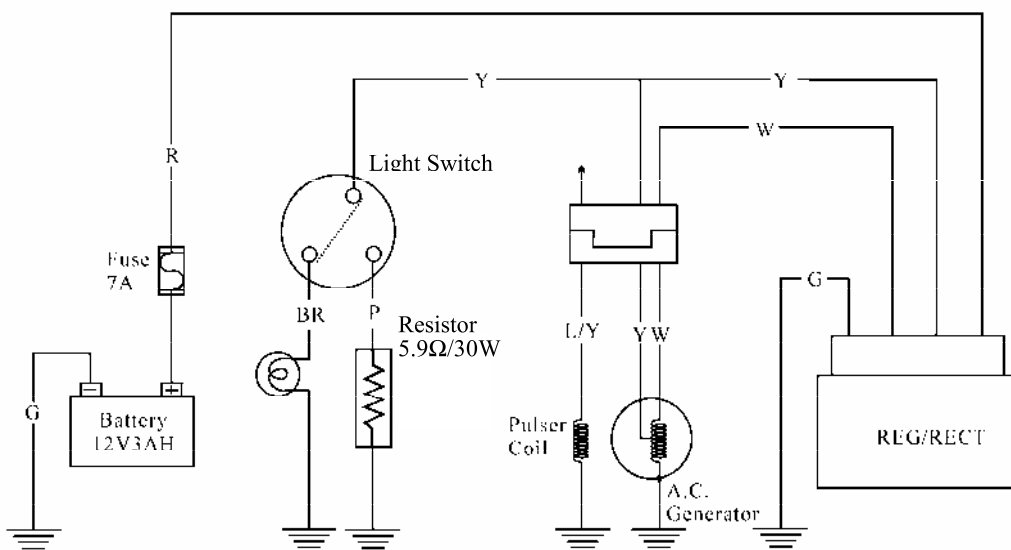 Y
Y
W
R
Light Switch
Fuse
7A
G
BR
P
Resistor
5.9Ω/30W
L/Y
Y
W
G
−
+
Battery
12V3AH
Pulser
Coil
REG/RECT
A.C.
Generator